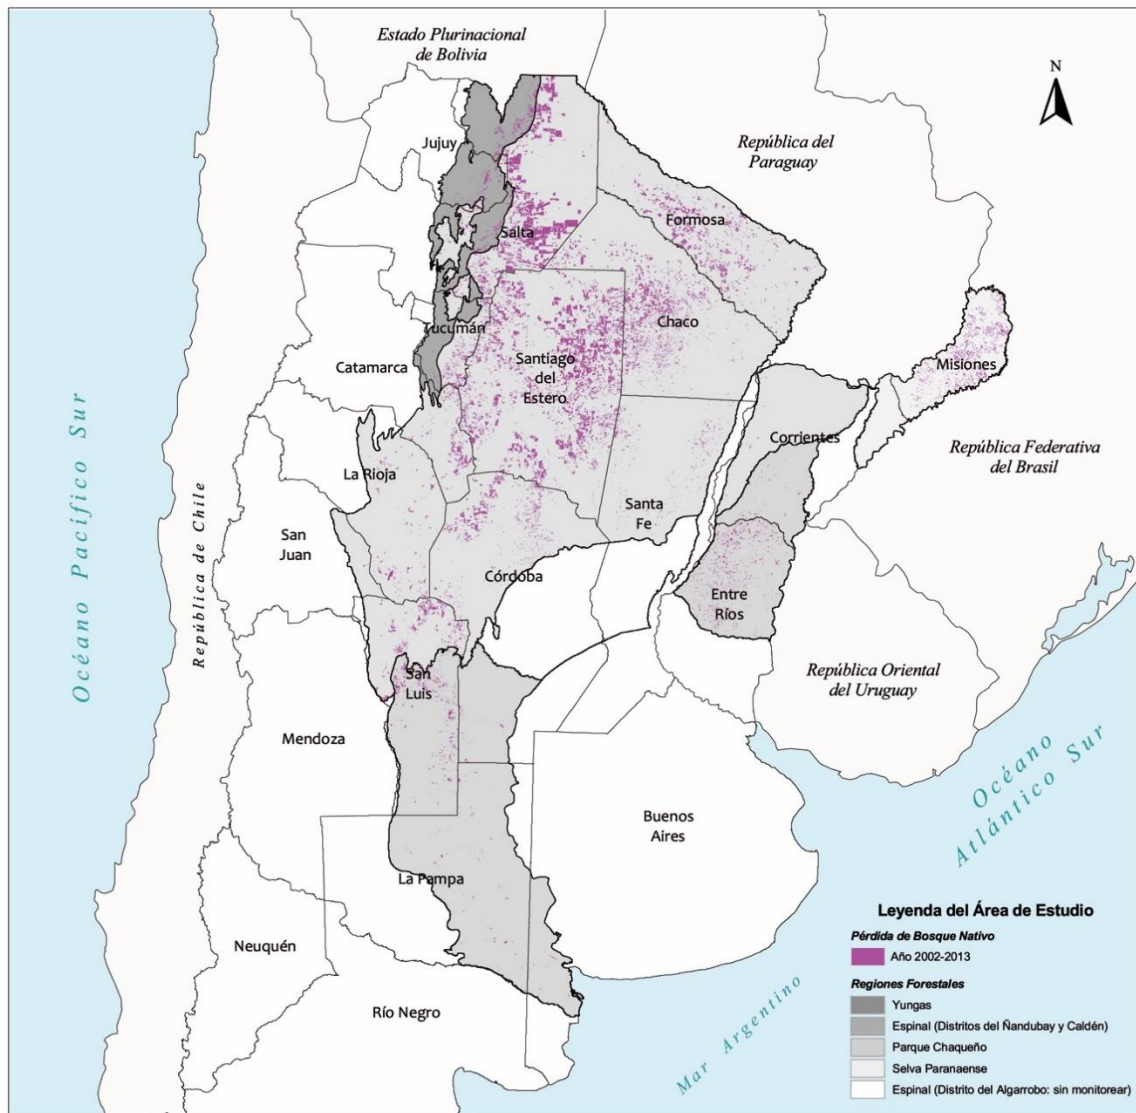 Estado Plurinacional
de Bolivia
N
Jujuy
República del
Paraguay
Formosa
Salta
Chaco
Tucumán
Santiago
del
Estero
Misiones
Catamarca
Corrientes
República Federativa
del Brasil
La Rioja
Santa
Fe
San
Juan
Córdoba
Entre
Ríos
Océano Pacífico Sur
República de Chile
República Oriental
del Uruguay
San
Luis
Mendoza
Océano
Atlántico Sur
Buenos
Aires
La Pampa
Neuquén
Río Negro
Mar Argentino
Leyenda del Área de Estudio
Pérdida de Bosque Nativo
Año 2002-2013
Regiones Forestales
Yungas
Espinal (Distritos del Ñandubay y Caldén)
Parque Chaqueño
Selva Paranaense
Espinal (Distrito del Algarrobo: sin monitorear)